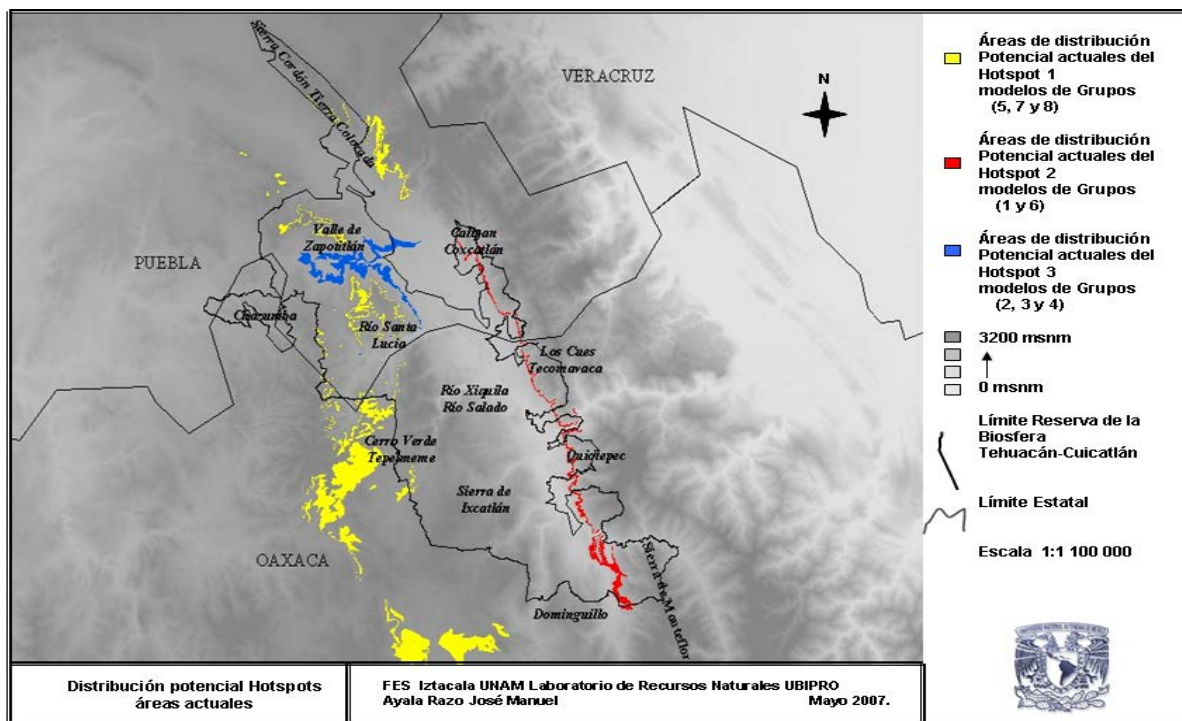 Sierra Cordón Tierra Colorada
VERACRUZ
N
Valle de
Zapotitlán
Calipan
Coxcatlán
PUEBLA
Chazumba
Río Santa
Lucia
Los Cues
Tecomavaca
Río Xiquila
Río Salado
Cerro Verde
Tepelmeme
Quiotepec
Sierra de
Ixcatlán
OAXACA
Sierra de Monteflor
Dominguillo
Áreas de distribución
Potencial actuales del
Hotspot 1
modelos de Grupos
(5, 7 y 8)
Áreas de distribución
Potencial actuales del
Hotspot 2
modelos de Grupos
(1 y 6)
Áreas de distribución
Potencial actuales del
Hotspot 3
modelos de Grupos
(2, 3 y 4)
3200 msnm
0 msnm
Límite Reserva de la
Biosfera
Tehuacán-Cuicatlán
Límite Estatal
Escala 1:1 100 000
Distribución potencial Hotspots
áreas actuales
FES Iztacala UNAM Laboratorio de Recursos Naturales UBIPRO
Ayala Razo José Manuel Mayo 2007.